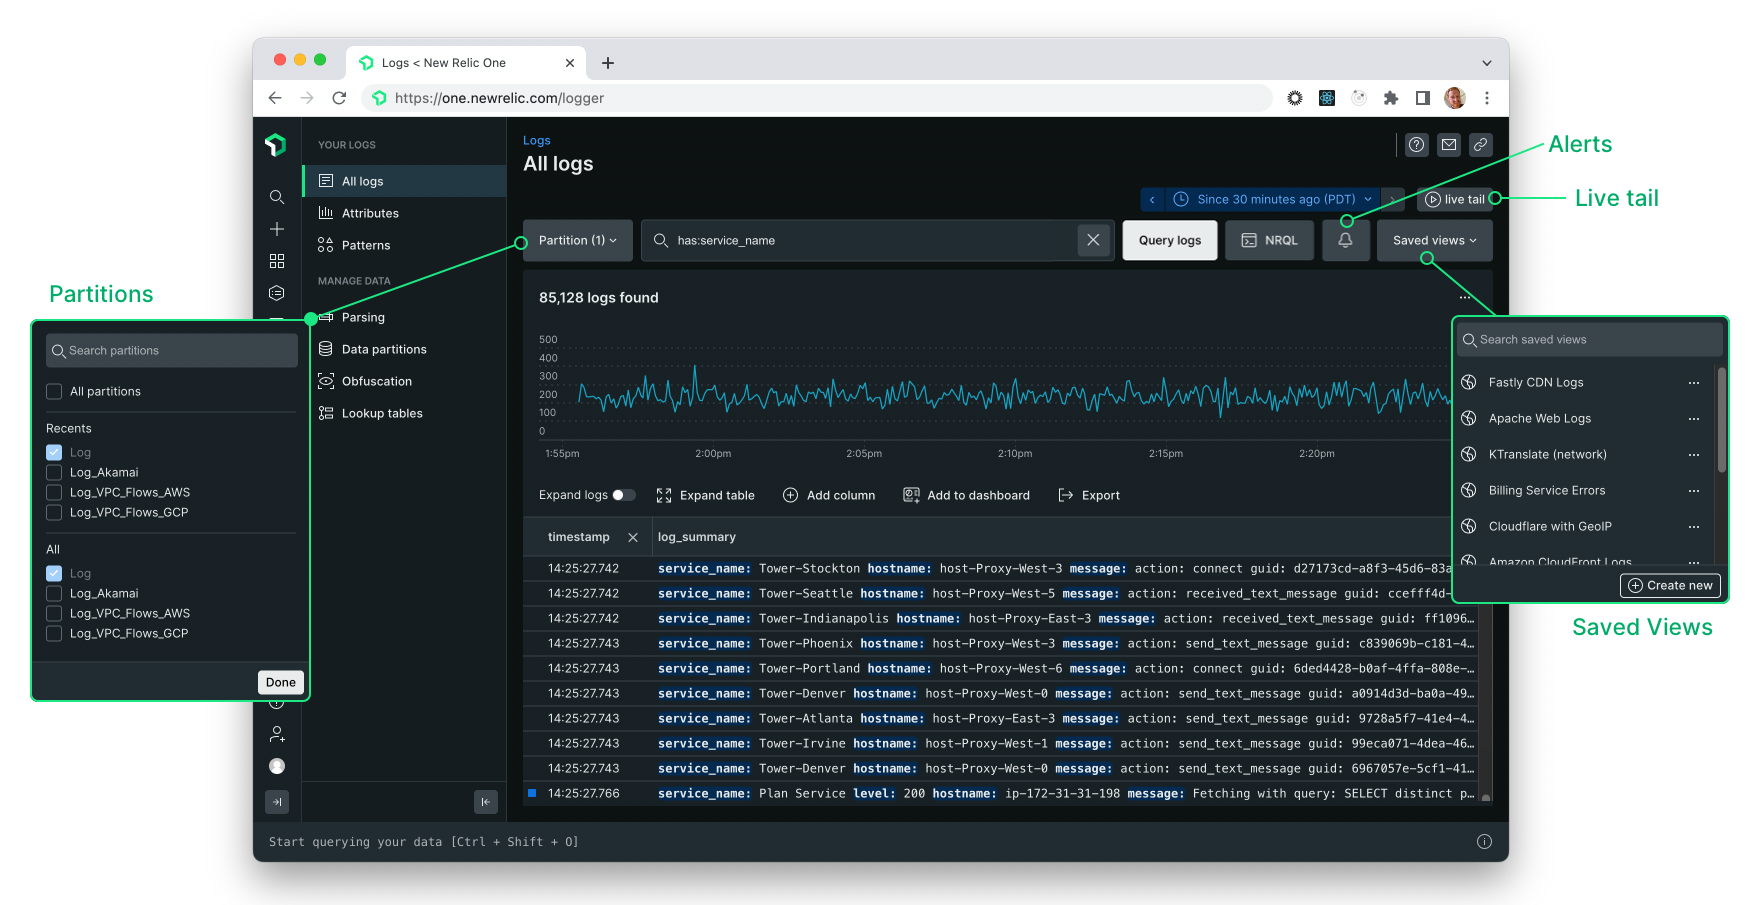 Logs < New Relic One
https://one.newrelic.com/logger
YOUR LOGS
All logs
Attributes
Patterns
MANAGE DATA
Parsing
Data partitions
Obfuscation
Lookup tables
Logs
All logs
Since 30 minutes ago (PDT)
live tail
Alerts
Live tail
Partition (1)
has:service_name
Query logs
NRQL
Saved views
Partitions
Search partitions
All partitions
Recents
Log
Log_Akamai
Log_VPC_Flows_AWS
Log_VPC_Flows_GCP
All
Log
Log_Akamai
Log_VPC_Flows_AWS
Log_VPC_Flows_GCP
Done
85,128 logs found
500
400
300
200
100
0
1:55pm 2:00pm 2:05pm 2:10pm 2:15pm 2:20pm
Search saved views
Fastly CDN Logs
Apache Web Logs
KTranslate (network)
Billing Service Errors
Cloudflare with GeoIP
Amazon CloudFront Logs
Create new
Saved Views
Expand logs Expand table Add column Add to dashboard Export
timestamp log_summary
14:25:27.742 service_name: Tower-Stockton hostname: host-Proxy-West-3 message: action: connect guid: d27173cd-a8f3-45d6-83a
14:25:27.742 service_name: Tower-Seattle hostname: host-Proxy-West-5 message: action: received_text_message guid: ccefff4d-
14:25:27.742 service_name: Tower-Indianapolis hostname: host-Proxy-East-3 message: action: received_text_message guid: ff1096…
14:25:27.743 service_name: Tower-Phoenix hostname: host-Proxy-West-3 message: action: send_text_message guid: c839069b-c181-4…
14:25:27.743 service_name: Tower-Portland hostname: host-Proxy-West-6 message: action: connect guid: 6ded4428-b0af-4ffa-808e-…
14:25:27.743 service_name: Tower-Denver hostname: host-Proxy-West-0 message: action: send_text_message guid: a0914d3d-ba0a-49…
14:25:27.743 service_name: Tower-Atlanta hostname: host-Proxy-East-3 message: action: send_text_message guid: 9728a5f7-41e4-4…
14:25:27.743 service_name: Tower-Irvine hostname: host-Proxy-West-1 message: action: send_text_message guid: 99eca071-4dea-46…
14:25:27.743 service_name: Tower-Denver hostname: host-Proxy-West-0 message: action: send_text_message guid: 6967057e-5cf1-41…
14:25:27.766 service_name: Plan Service level: 200 hostname: ip-172-31-31-198 message: Fetching with query: SELECT distinct p…
Start querying your data [Ctrl + Shift + O]